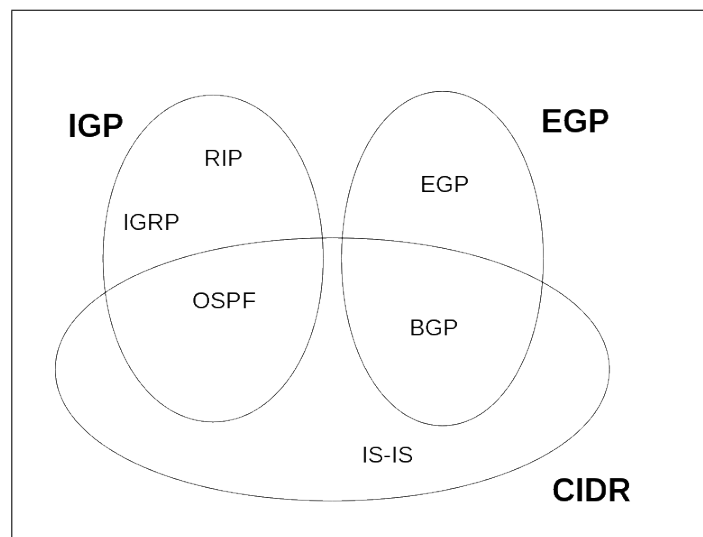 IGP
EGP
RIP
EGP
IGRP
OSPF
BGP
IS-IS
CIDR